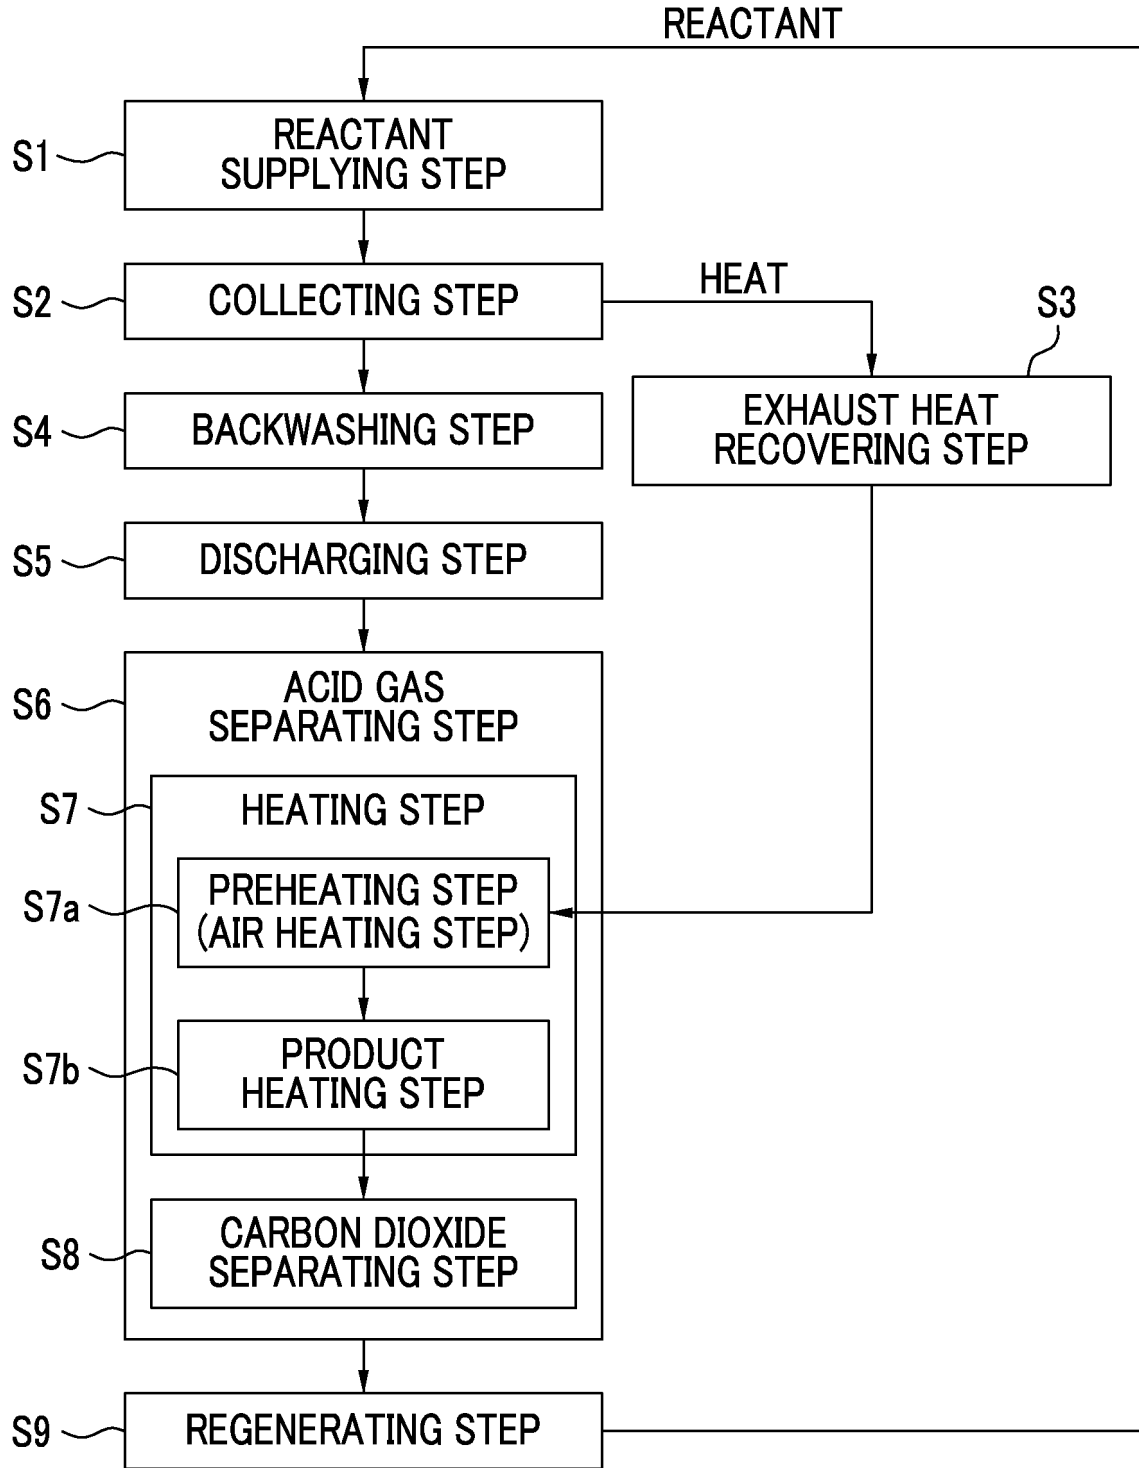 REACTANT
S1
REACTANT
SUPPLYING STEP
S2
COLLECTING STEP
HEAT
S3
EXHAUST HEAT
RECOVERING STEP
S4
BACKWASHING STEP
S5
DISCHARGING STEP
S6
ACID GAS
SEPARATING STEP
S7
HEATING STEP
S7a
PREHEATING STEP
(AIR HEATING STEP)
S7b
PRODUCT
HEATING STEP
S8
CARBON DIOXIDE
SEPARATING STEP
S9
REGENERATING STEP